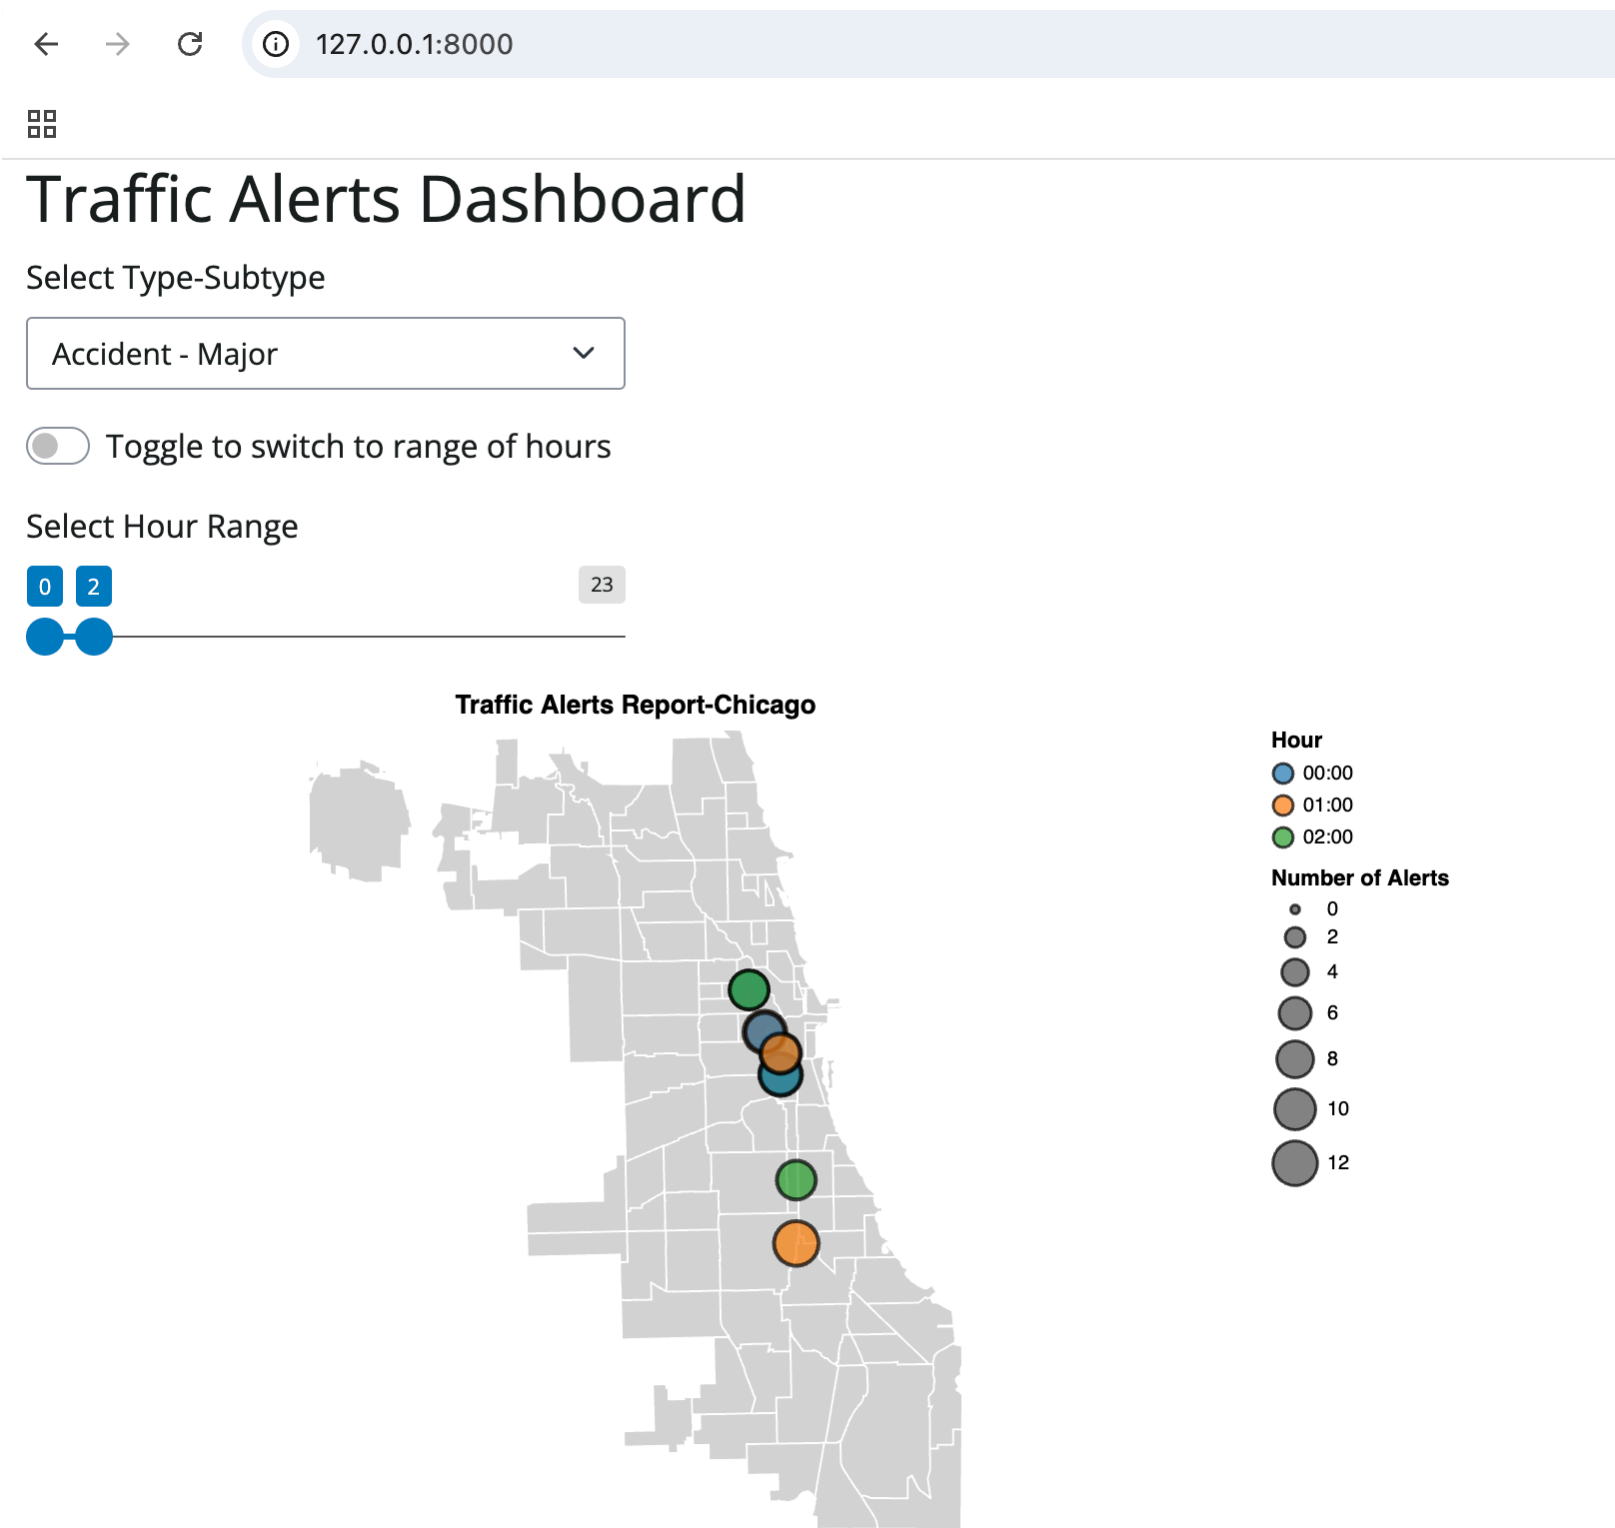 127.0.0.1:8000
Traffic Alerts Dashboard
Select Type-Subtype
Accident - Major
Toggle to switch to range of hours
Select Hour Range
0 2 23
Traffic Alerts Report-Chicago
Hour
00:00
01:00
02:00
Number of Alerts
0
2
4
6
8
10
12